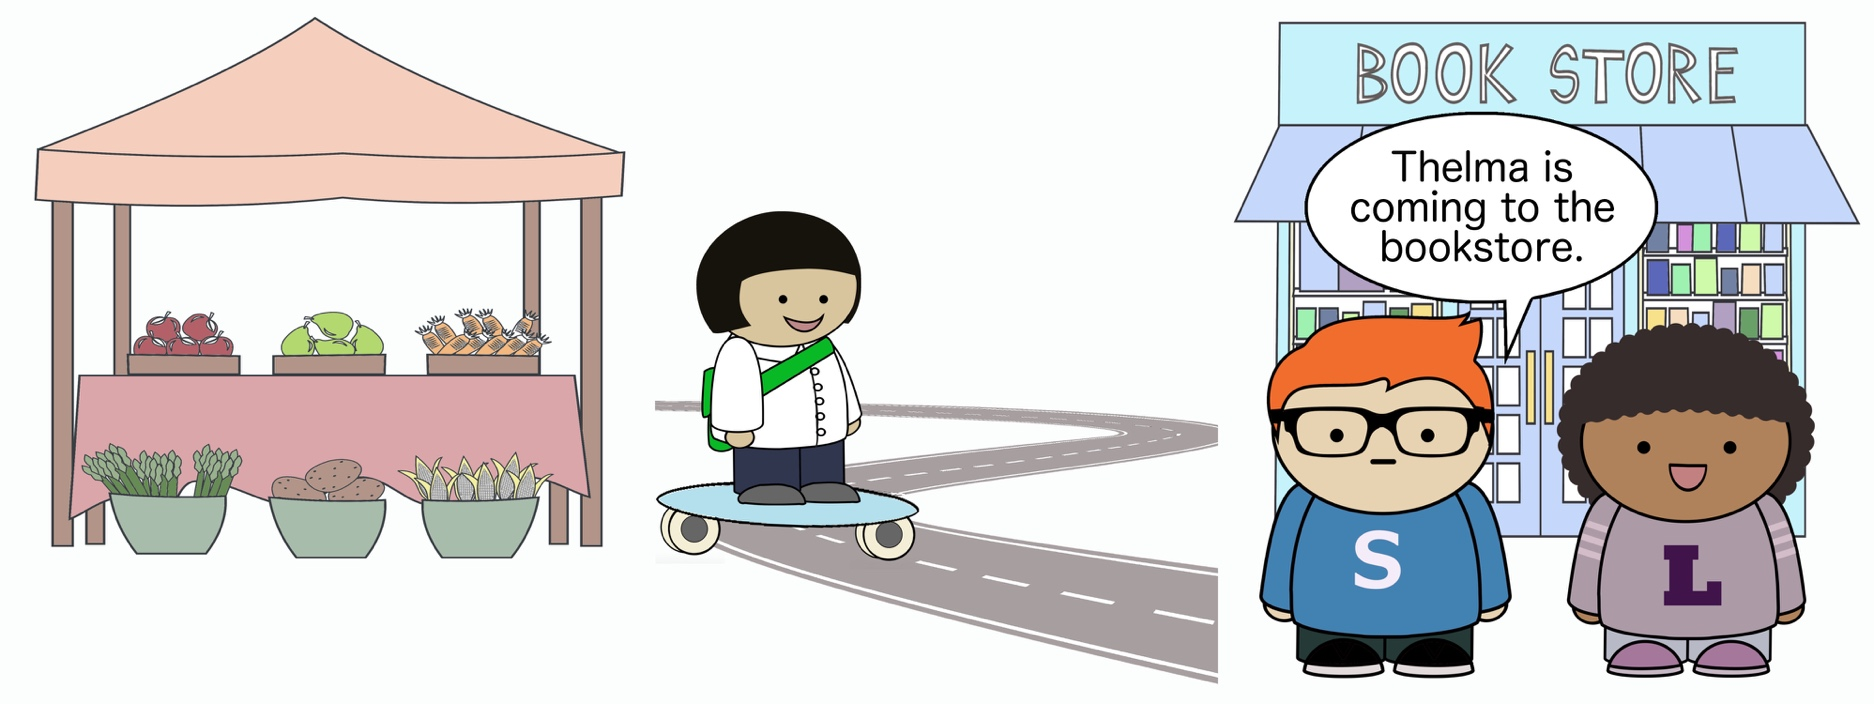 BOOK STORE
Thelma is
coming to the
bookstore.
S
L